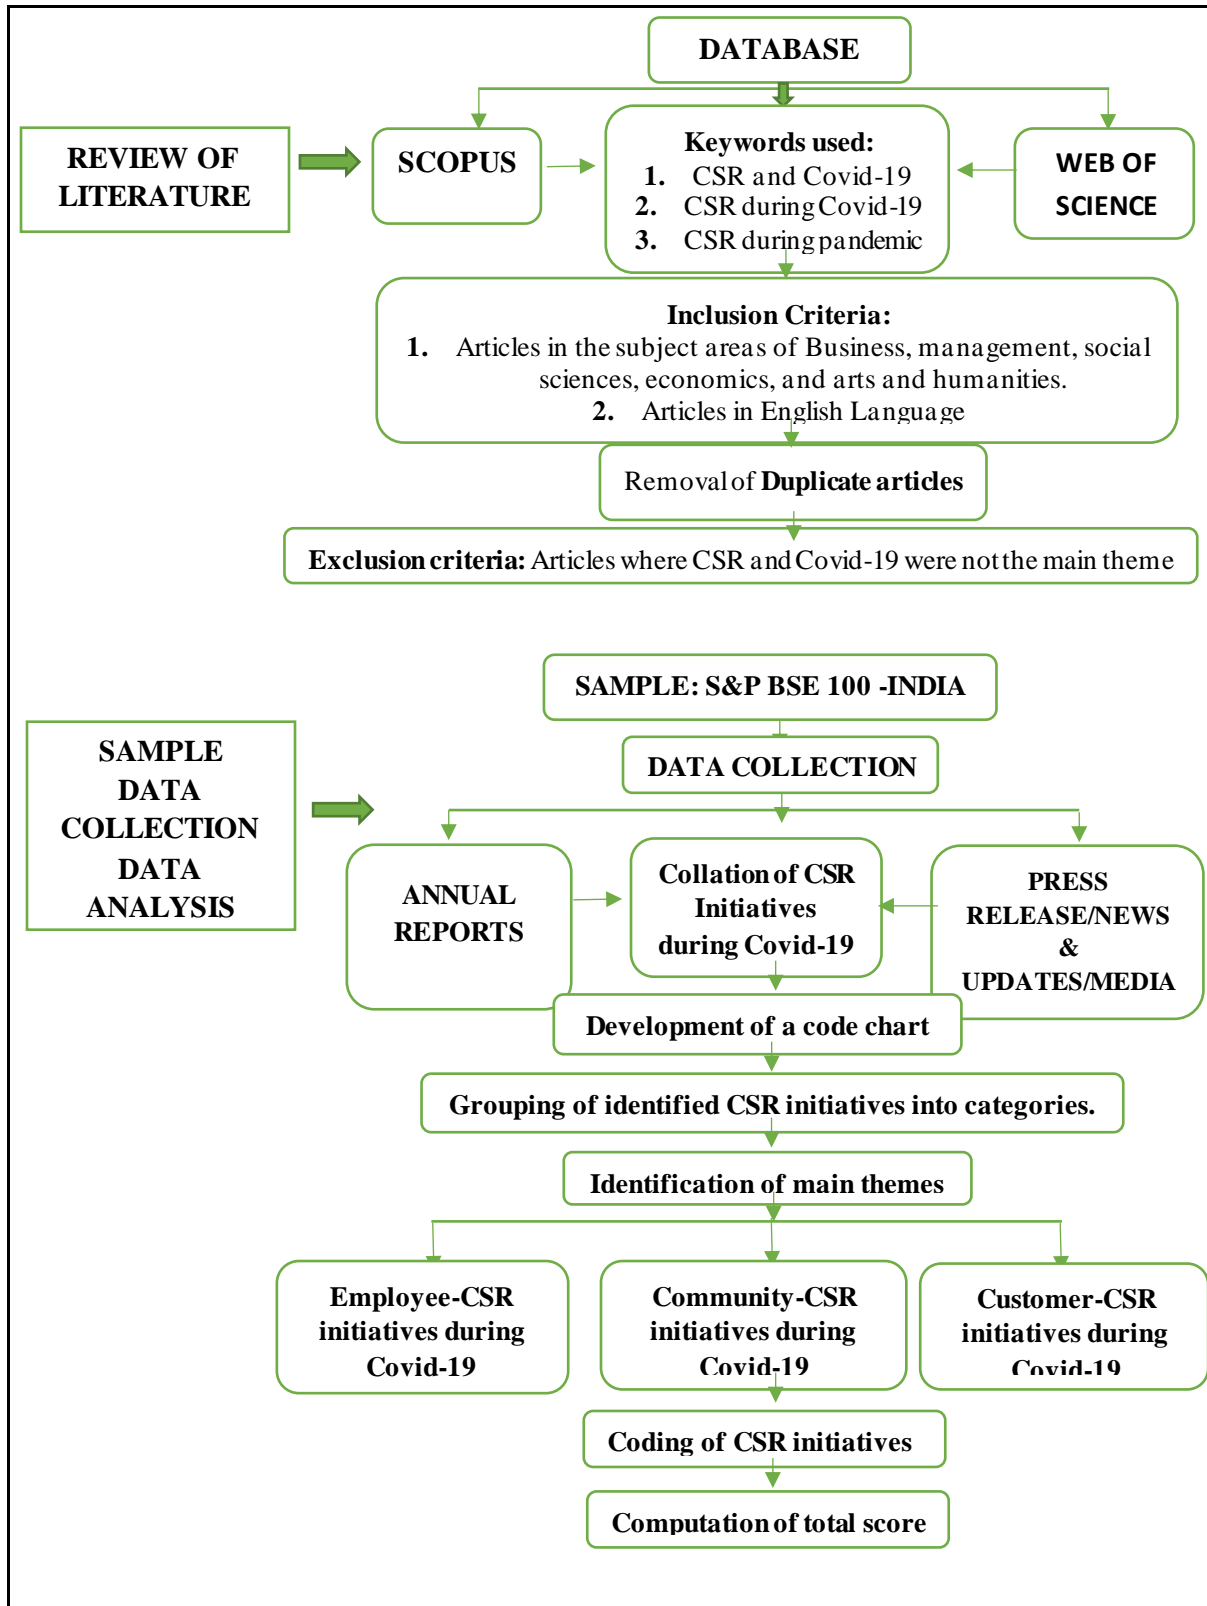 DATABASE
REVIEW OF
LITERATURE
SCOPUS
Keywords used:
1. CSR and Covid-19
2. CSR during Covid-19
3. CSR during pandemic
WEB OF
SCIENCE
Inclusion Criteria:
1. Articles in the subject areas of Business, management, social
sciences, economics, and arts and humanities.
2. Articles in English Language
Removal of Duplicate articles
Exclusion criteria: Articles where CSR and Covid-19 were not the main theme
SAMPLE: S&P BSE 100 -INDIA
SAMPLE
DATA
COLLECTION
DATA
ANALYSIS
DATA COLLECTION
ANNUAL
REPORTS
Collation of CSR
Initiatives
during Covid-19
PRESS
RELEASE/NEWS
&
UPDATES/MEDIA
Development of a code chart
Grouping of identified CSR initiatives into categories.
Identification of main themes
Employee-CSR
initiatives during
Covid-19
Community-CSR
initiatives during
Covid-19
Customer-CSR
initiatives during
Covid-19
Coding of CSR initiatives
Computation of total score